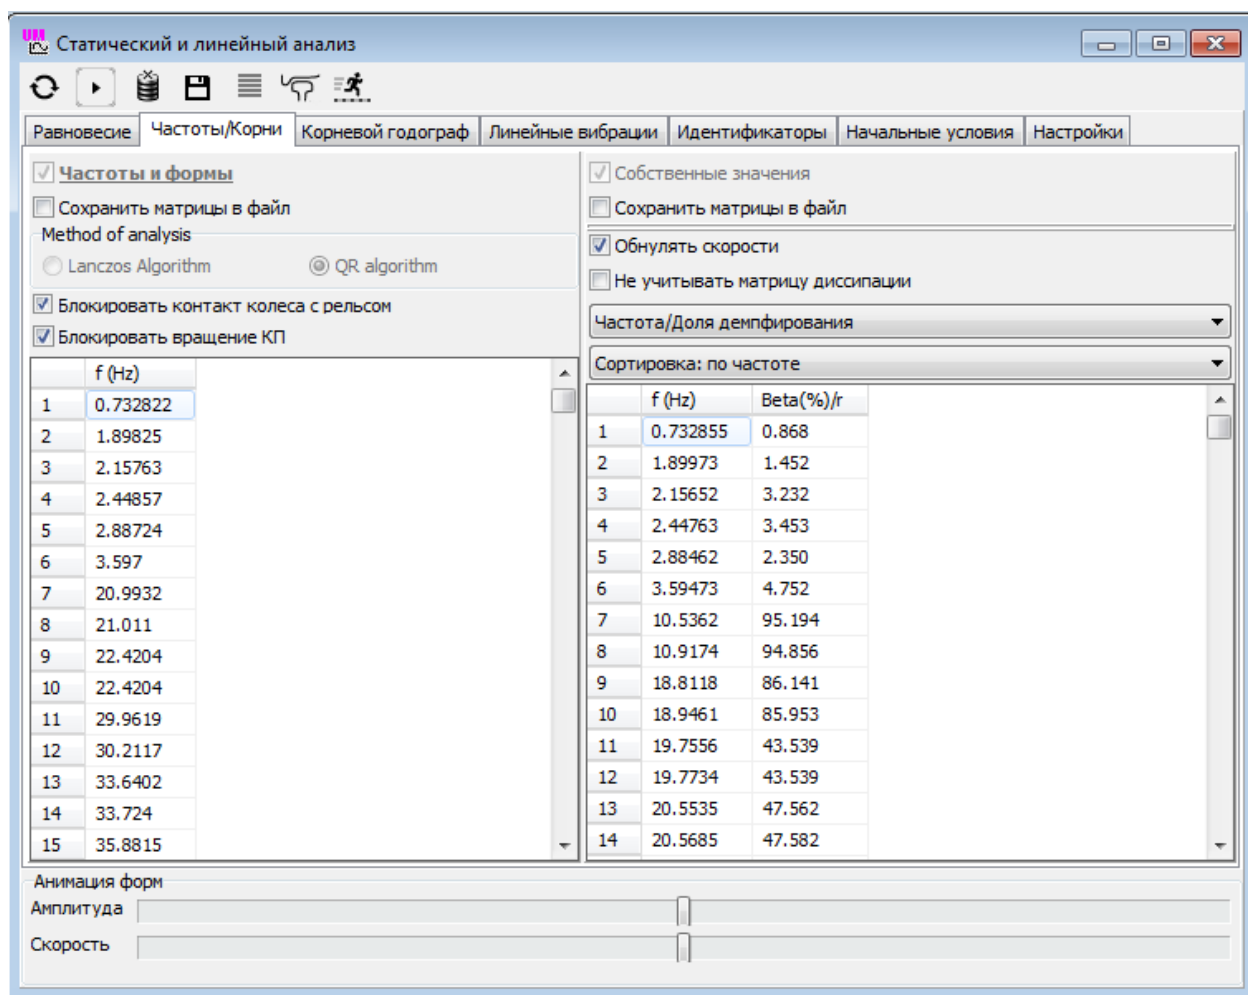 UM
Статический и линейный анализ
Равновесие Частоты/Корни Корневой годограф Линейные вибрации Идентификаторы Начальные условия Настройки
Частоты и формы
Сохранить матрицы в файл
Method of analysis
Lanczos Algorithm QR algorithm
Блокировать контакт колеса с рельсом
Блокировать вращение КП
f (Hz)
1 0.732822
2 1.89825
3 2.15763
4 2.44857
5 2.88724
6 3.597
7 20.9932
8 21.011
9 22.4204
10 22.4204
11 29.9619
12 30.2117
13 33.6402
14 33.724
15 35.8815
Собственные значения
Сохранить матрицы в файл
Обнулять скорости
Не учитывать матрицу диссипации
Частота/Доля демпфирования
Сортировка: по частоте
f (Hz) Beta(%)/r
1 0.732855 0.868
2 1.89973 1.452
3 2.15652 3.232
4 2.44763 3.453
5 2.88462 2.350
6 3.59473 4.752
7 10.5362 95.194
8 10.9174 94.856
9 18.8118 86.141
10 18.9461 85.953
11 19.7556 43.539
12 19.7734 43.539
13 20.5535 47.562
14 20.5685 47.582
Анимация форм
Амплитуда
Скорость